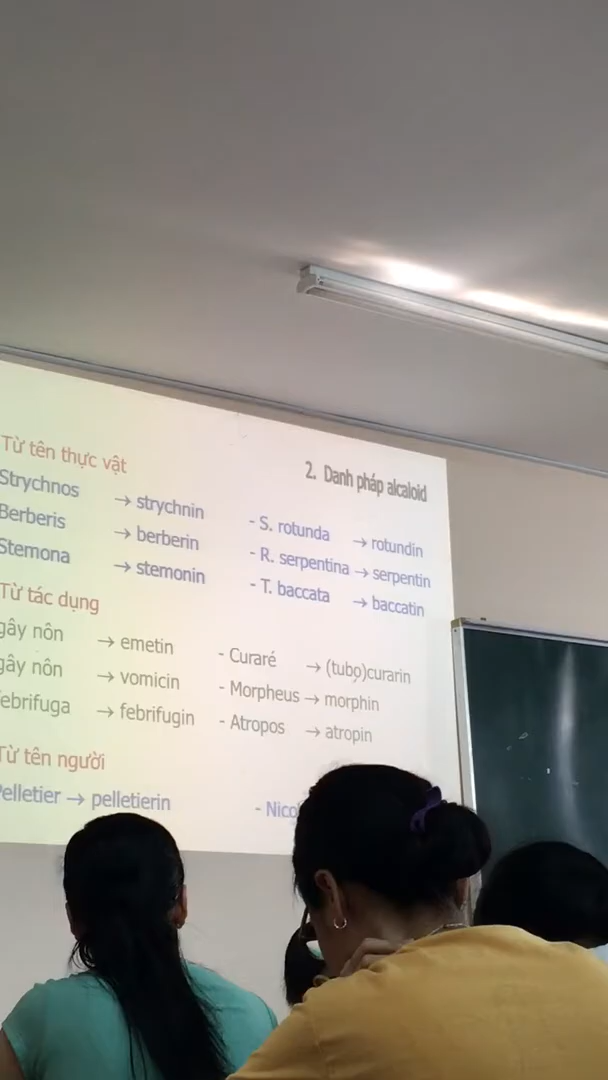 2. Danh pháp alcaloid
Từ tên thực vật
Strychnos → strychnin - S. rotunda → rotundin
Berberis → berberin - R. serpentina → serpentin
Stemona → stemonin - T. baccata → baccatin
Từ tác dụng
gây nôn → emetin - Curaré → (tubo)curarin
gây nôn → vomicin - Morpheus → morphin
ebrifuga → febrifugin - Atropos → atropin
Từ tên người
Pelletier → pelletierin -